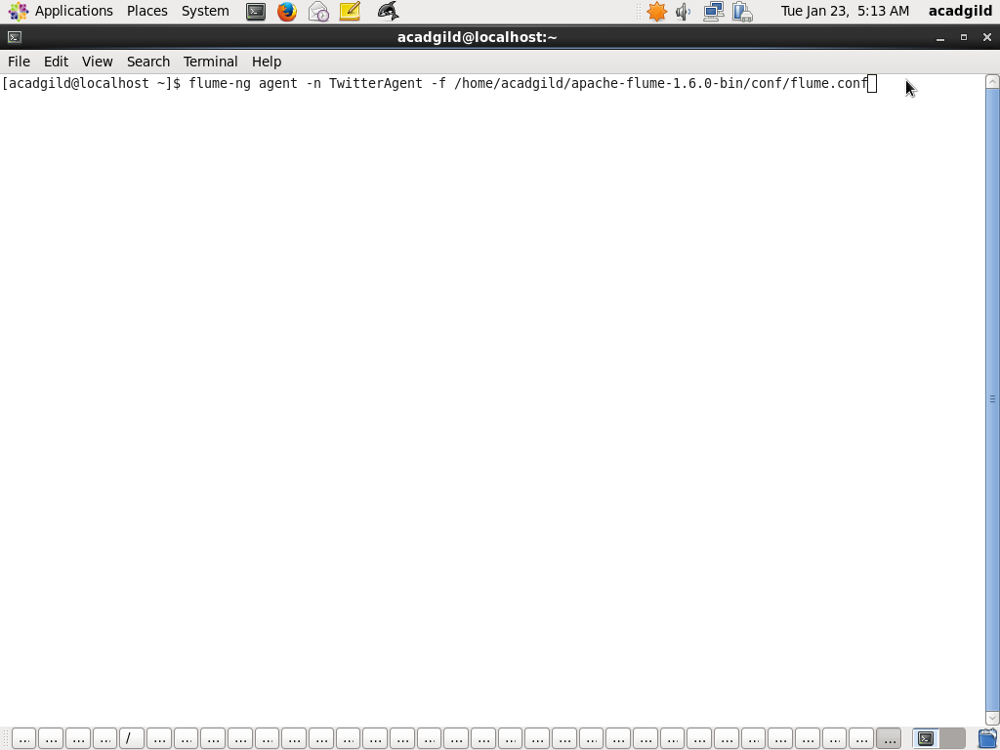 Applications Places System Tue Jan 23, 5:13 AM acadgild
acadgild@localhost:~
File Edit View Search Terminal Help
[acadgild@localhost ~]$ flume-ng agent -n TwitterAgent -f /home/acadgild/apache-flume-1.6.0-bin/conf/flume.conf
... ... ... ... / ... ... ... ... ... ... ... ... ... ... ... ... ... ... ... ... ... ... ... ... ... ... ... ... ... ... ... ...